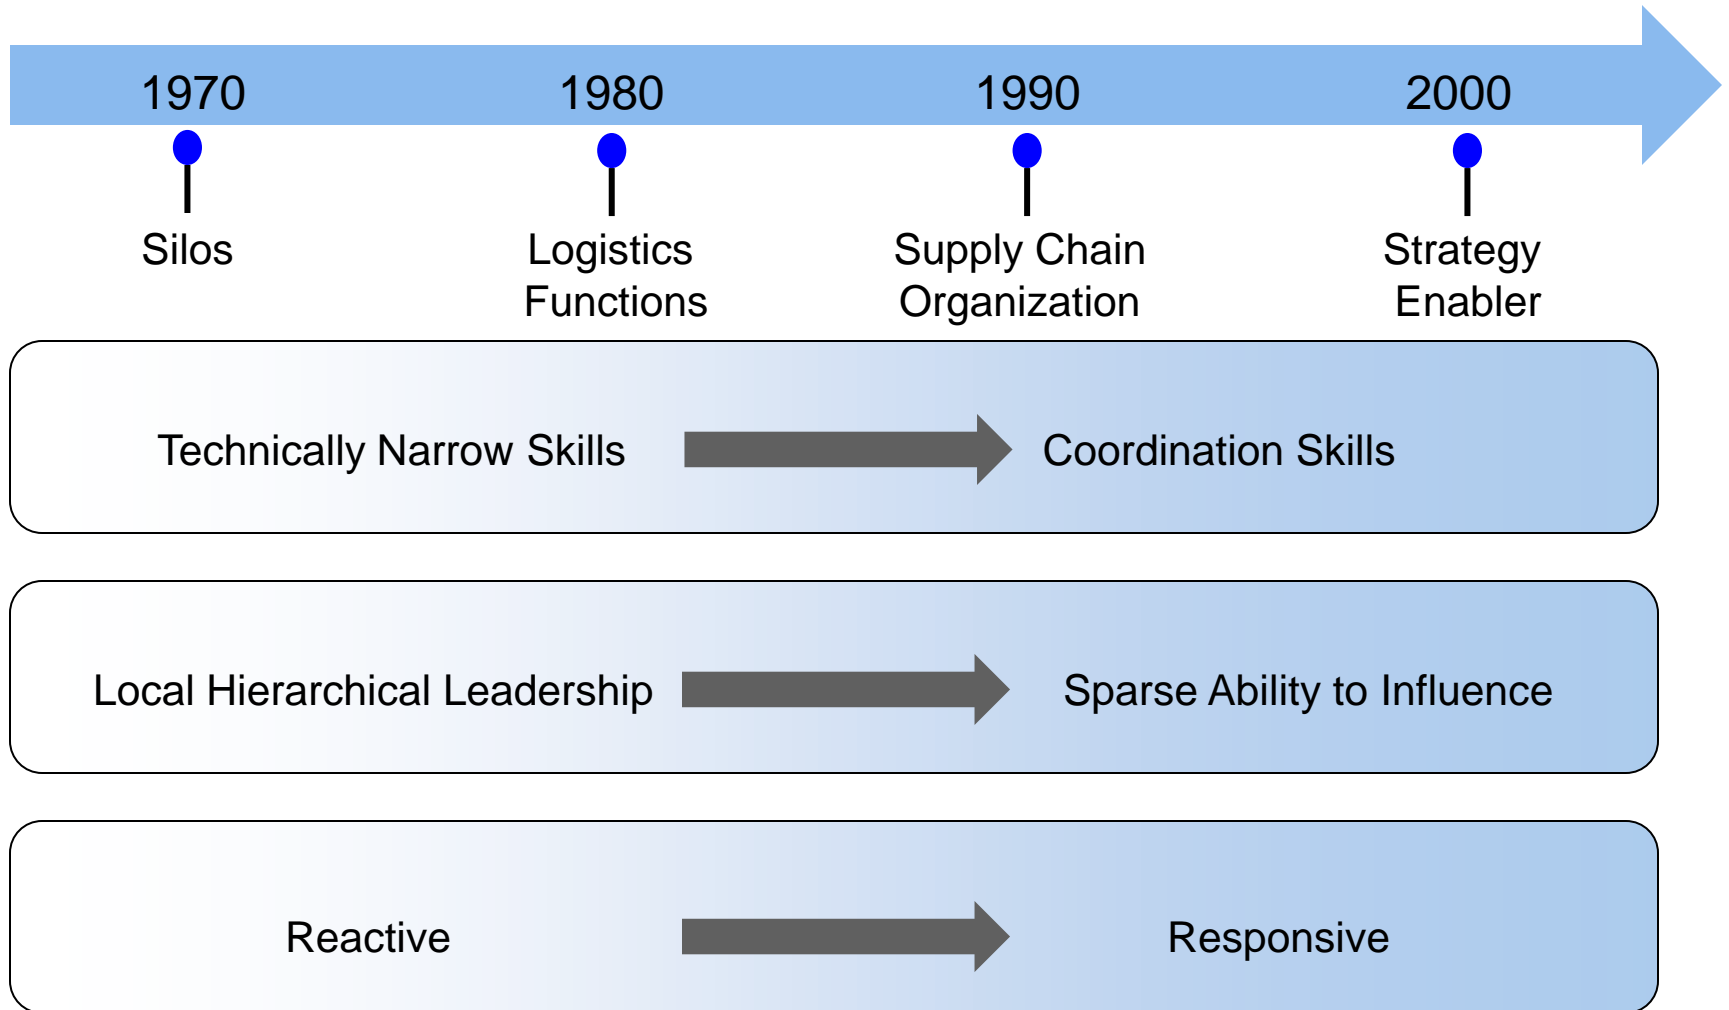 1970
1980
1990
2000
Silos
Logistics
Functions
Supply Chain
Organization
Strategy
Enabler
Technically Narrow Skills
Coordination Skills
Local Hierarchical Leadership
Sparse Ability to Influence
Reactive
Responsive